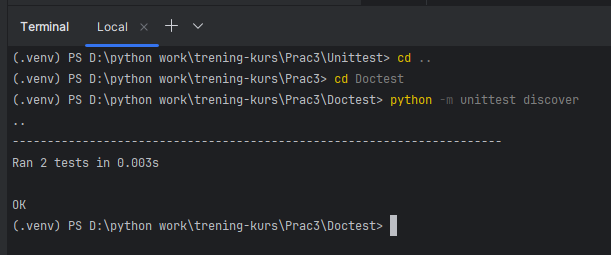 Terminal Local × +
(.venv) PS D:\python work\trening-kurs\Prac3\Unittest> cd ..
(.venv) PS D:\python work\trening-kurs\Prac3> cd Doctest
(.venv) PS D:\python work\trening-kurs\Prac3\Doctest> python -m unittest discover
..
----------------------------------------------------------------------
Ran 2 tests in 0.003s
OK
(.venv) PS D:\python work\trening-kurs\Prac3\Doctest>